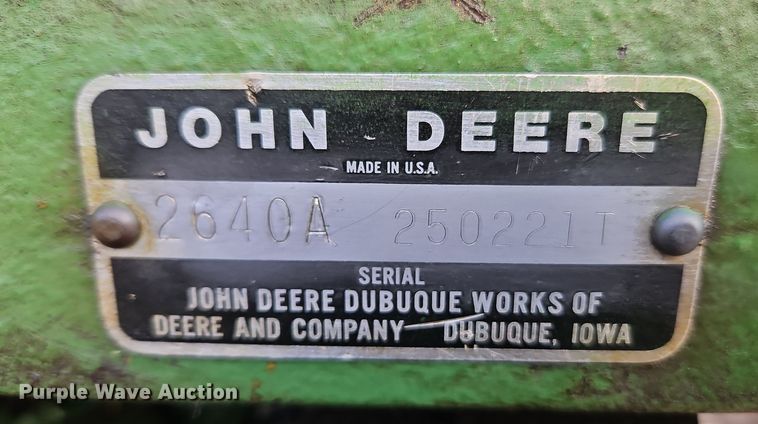 JOHN DEERE
MADE IN U.S.A.
2640A 250221T
SERIAL
JOHN DEERE DUBUQUE WORKS OF
DEERE AND COMPANY DUBUQUE, IOWA
Purple Wave Auction